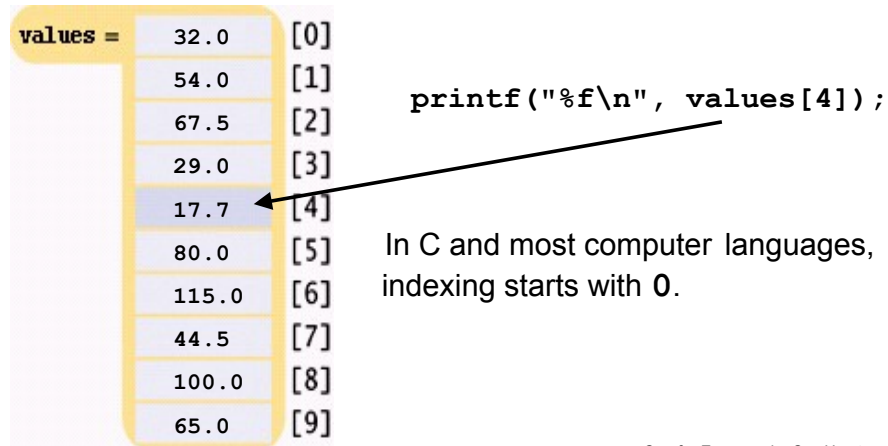 values = 32.0 [0]
54.0 [1]
printf("%f\n", values[4]);
67.5 [2]
29.0 [3]
17.7 [4]
80.0 [5]
In C and most computer languages,
indexing starts with 0.
115.0 [6]
44.5 [7]
100.0 [8]
65.0 [9]